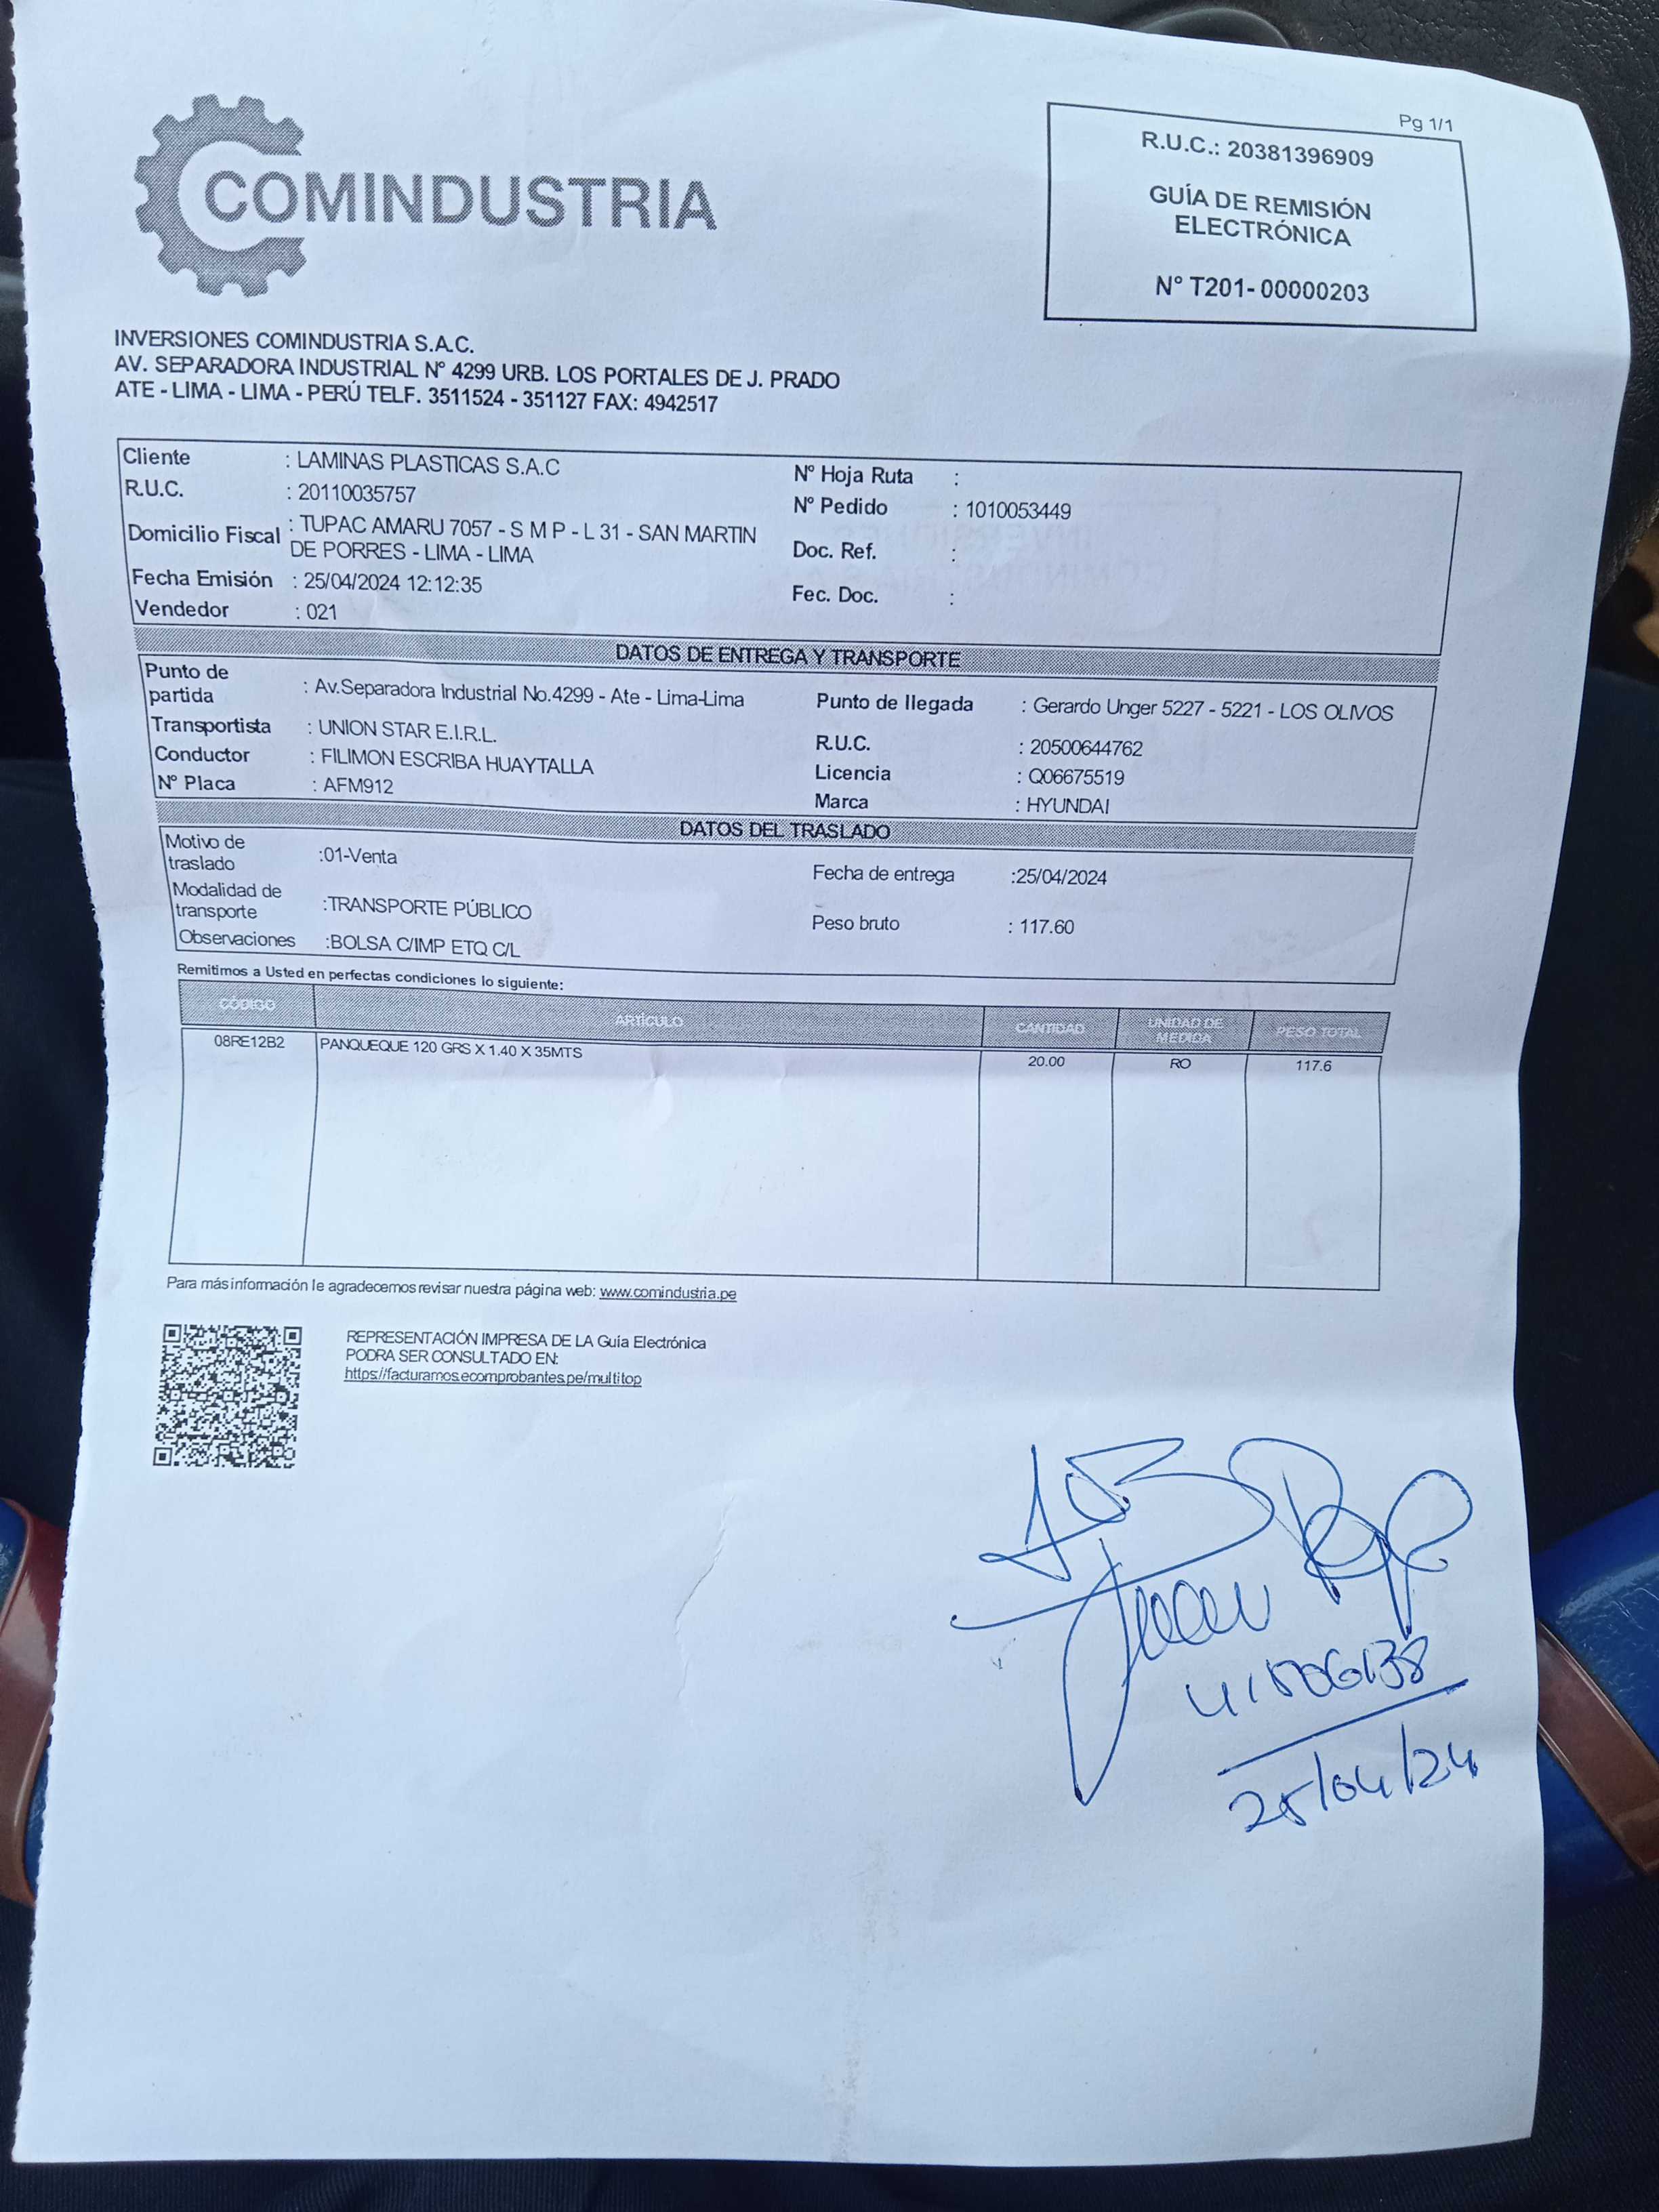 Pg 1/1
COMINDUSTRIA
R.U.C.: 20381396909
GUÍA DE REMISIÓN
ELECTRÓNICA
N° T201- 00000203
INVERSIONES COMINDUSTRIA S.A.C.
AV. SEPARADORA INDUSTRIAL Nº 4299 URB. LOS PORTALES DE J. PRADO
ATE - LIMA - LIMA - PERÚ TELF. 3511524 - 351127 FAX: 4942517
Cliente : LAMINAS PLASTICAS S.A.C
R.U.C. : 20110035757
Domicilio Fiscal : TUPAC AMARU 7057 - S M P - L 31 - SAN MARTIN
DE PORRES - LIMA - LIMA
Fecha Emisión : 25/04/2024 12:12:35
Vendedor : 021
Nº Hoja Ruta :
Nº Pedido : 1010053449
Doc. Ref. :
Fec. Doc. :
DATOS DE ENTREGA Y TRANSPORTE
Punto de
partida : Av.Separadora Industrial No.4299 - Ate - Lima-Lima
Transportista : UNION STAR E.I.R.L.
Conductor : FILIMON ESCRIBA HUAYTALLA
Nº Placa : AFM912
Punto de llegada : Gerardo Unger 5227 - 5221 - LOS OLIVOS
R.U.C. : 20500644762
Licencia : Q06675519
Marca : HYUNDAI
DATOS DEL TRASLADO
Motivo de
traslado :01-Venta
Modalidad de
transporte :TRANSPORTE PÚBLICO
Observaciones :BOLSA C/IMP ETQ C/L
Fecha de entrega :25/04/2024
Peso bruto : 117.60
Remitimos a Usted en perfectas condiciones lo siguiente:
CÓDIGO ARTÍCULO CANTIDAD UNIDAD DE MEDIDA PESO TOTAL
08RE12B2 PANQUEQUE 120 GRS X 1.40 X 35MTS 20.00 RO 117.6
Para más información le agradecemos revisar nuestra página web: www.comindustria.pe
REPRESENTACIÓN IMPRESA DE LA Guía Electrónica
PODRA SER CONSULTADO EN:
https://facturamos.ecomprobantes.pe/multitop
25/04/24